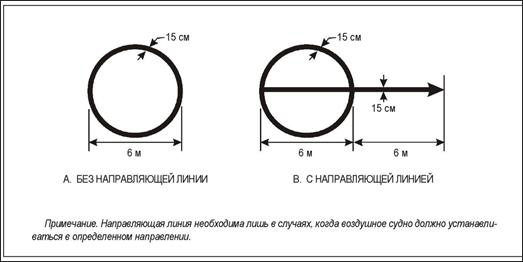 15 см
15 см
15 см
6 м
6 м
6 м
А. БЕЗ НАПРАВЛЯЮЩЕЙ ЛИНИИ
В. С НАПРАВЛЯЮЩЕЙ ЛИНИЕЙ
Примечание. Направляющая линия необходима лишь в случаях, когда воздушное судно должно устанавли-
ваться в определенном направлении.